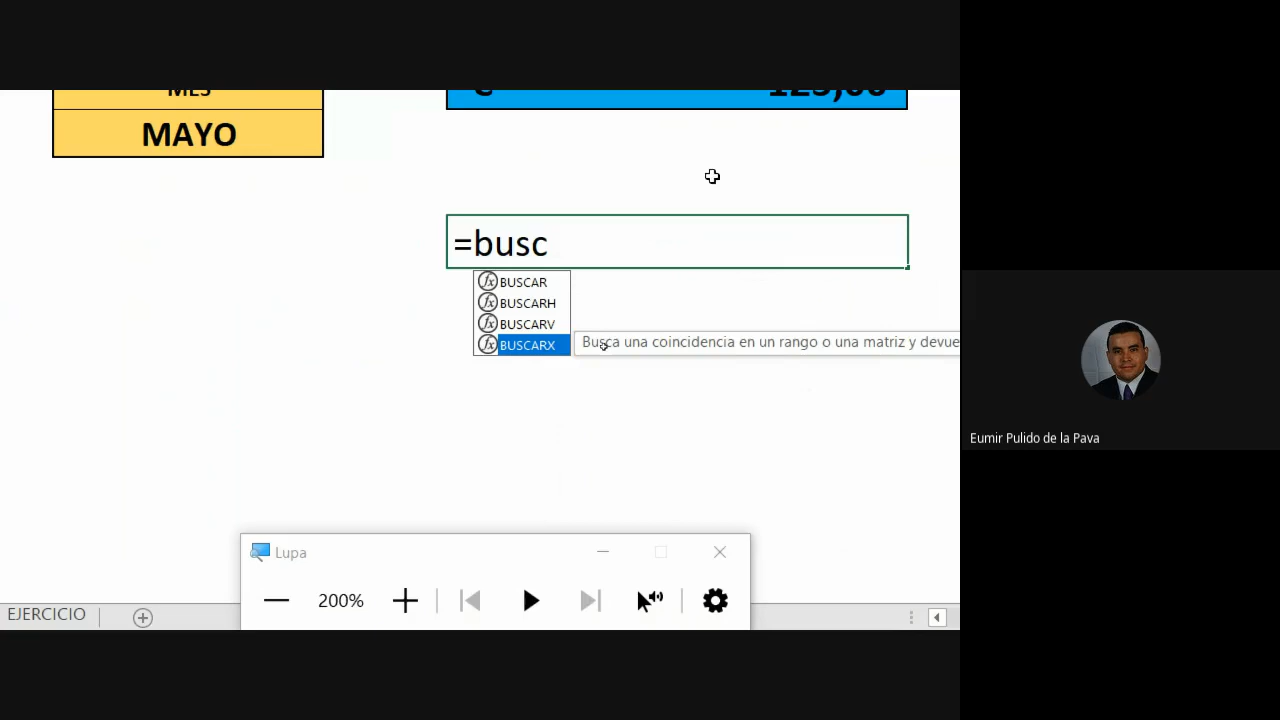 MES
MAYO
=busc
BUSCAR
BUSCARH
BUSCARV
BUSCARX
Busca una coincidencia en un rango o una matriz y devue
Eumir Pulido de la Pava
Lupa
200%
EJERCICIO